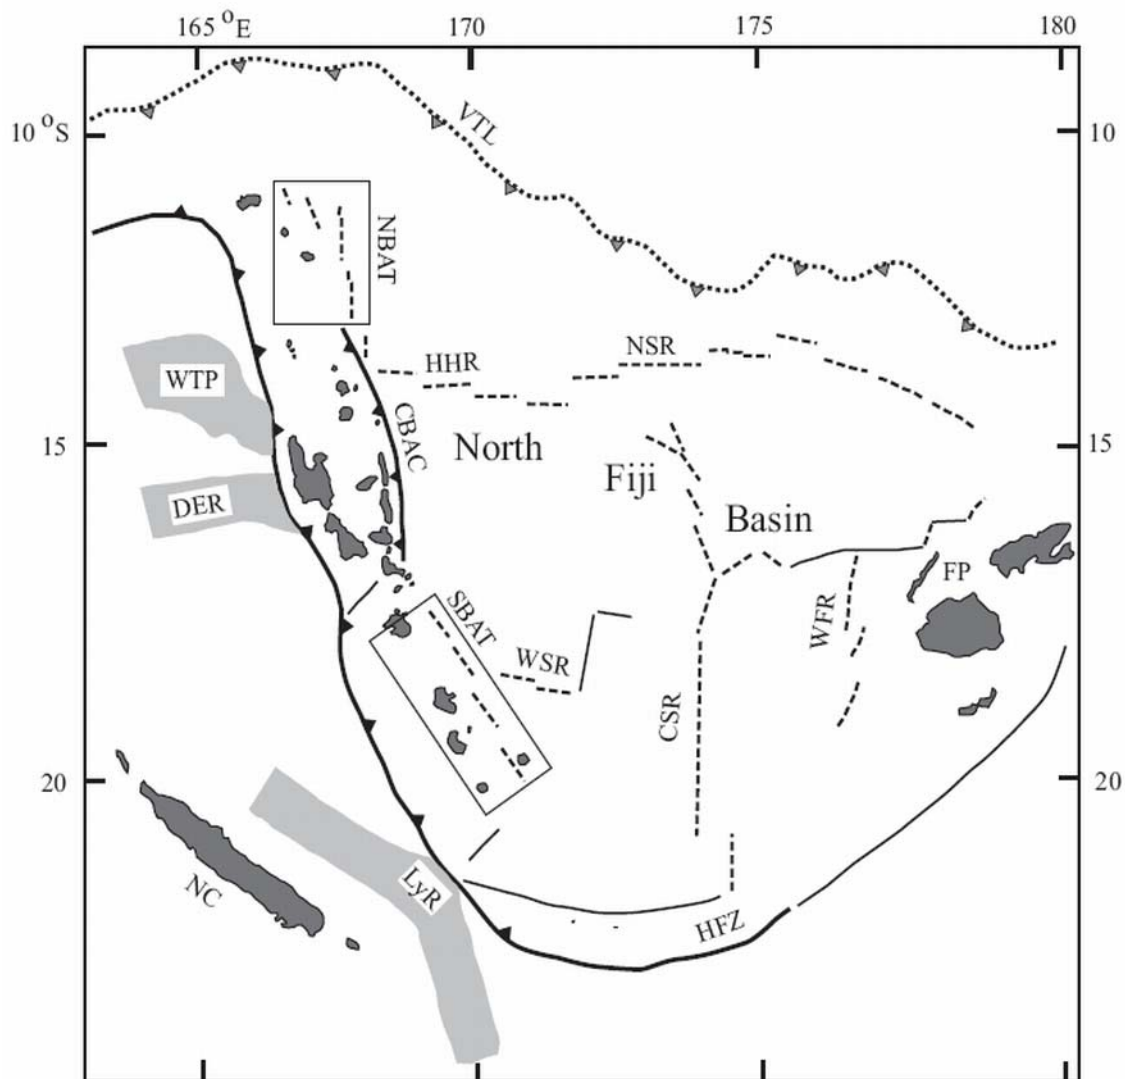 165 °E
170
175
180
10 °S
10
VTL
NBAT
HHR
NSR
WTP
CBAC
15
North
15
Fiji
DER
Basin
FP
SBAT
WFR
WSR
CSR
20
20
NC
LyR
HFZ